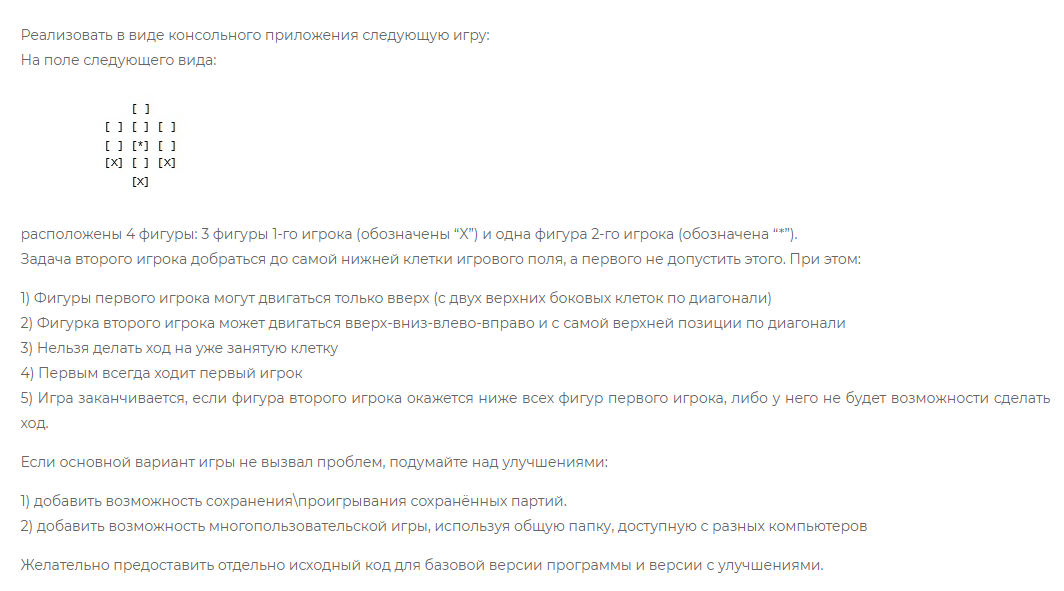 Реализовать в виде консольного приложения следующую игру:
На поле следующего вида:
[ ]
[ ] [ ] [ ]
[ ] [*] [ ]
[X] [ ] [X]
[X]
расположены 4 фигуры: 3 фигуры 1-го игрока (обозначены “X”) и одна фигура 2-го игрока (обозначена “*”).
Задача второго игрока добраться до самой нижней клетки игрового поля, а первого не допустить этого. При этом:
1) Фигуры первого игрока могут двигаться только вверх (с двух верхних боковых клеток по диагонали)
2) Фигурка второго игрока может двигаться вверх-вниз-влево-вправо и с самой верхней позиции по диагонали
3) Нельзя делать ход на уже занятую клетку
4) Первым всегда ходит первый игрок
5) Игра заканчивается, если фигура второго игрока окажется ниже всех фигур первого игрока, либо у него не будет возможности сделать
ход.
Если основной вариант игры не вызвал проблем, подумайте над улучшениями:
1) добавить возможность сохранения\проигрывания сохранённых партий.
2) добавить возможность многопользовательской игры, используя общую папку, доступную с разных компьютеров
Желательно предоставить отдельно исходный код для базовой версии программы и версии с улучшениями.